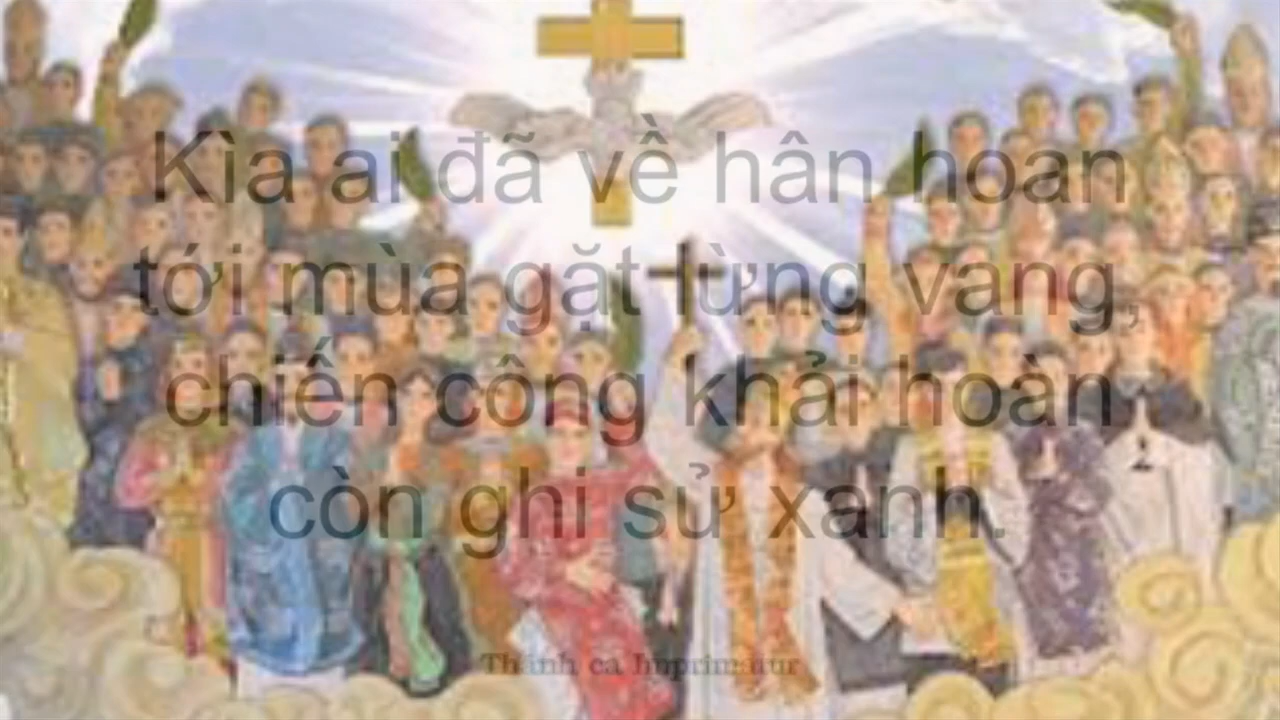 Kìa ai đã về hân hoan
tới mùa gặt lừng vang,
chiến công khải hoàn
còn ghi sử xanh.
Thánh ca Imprimatur